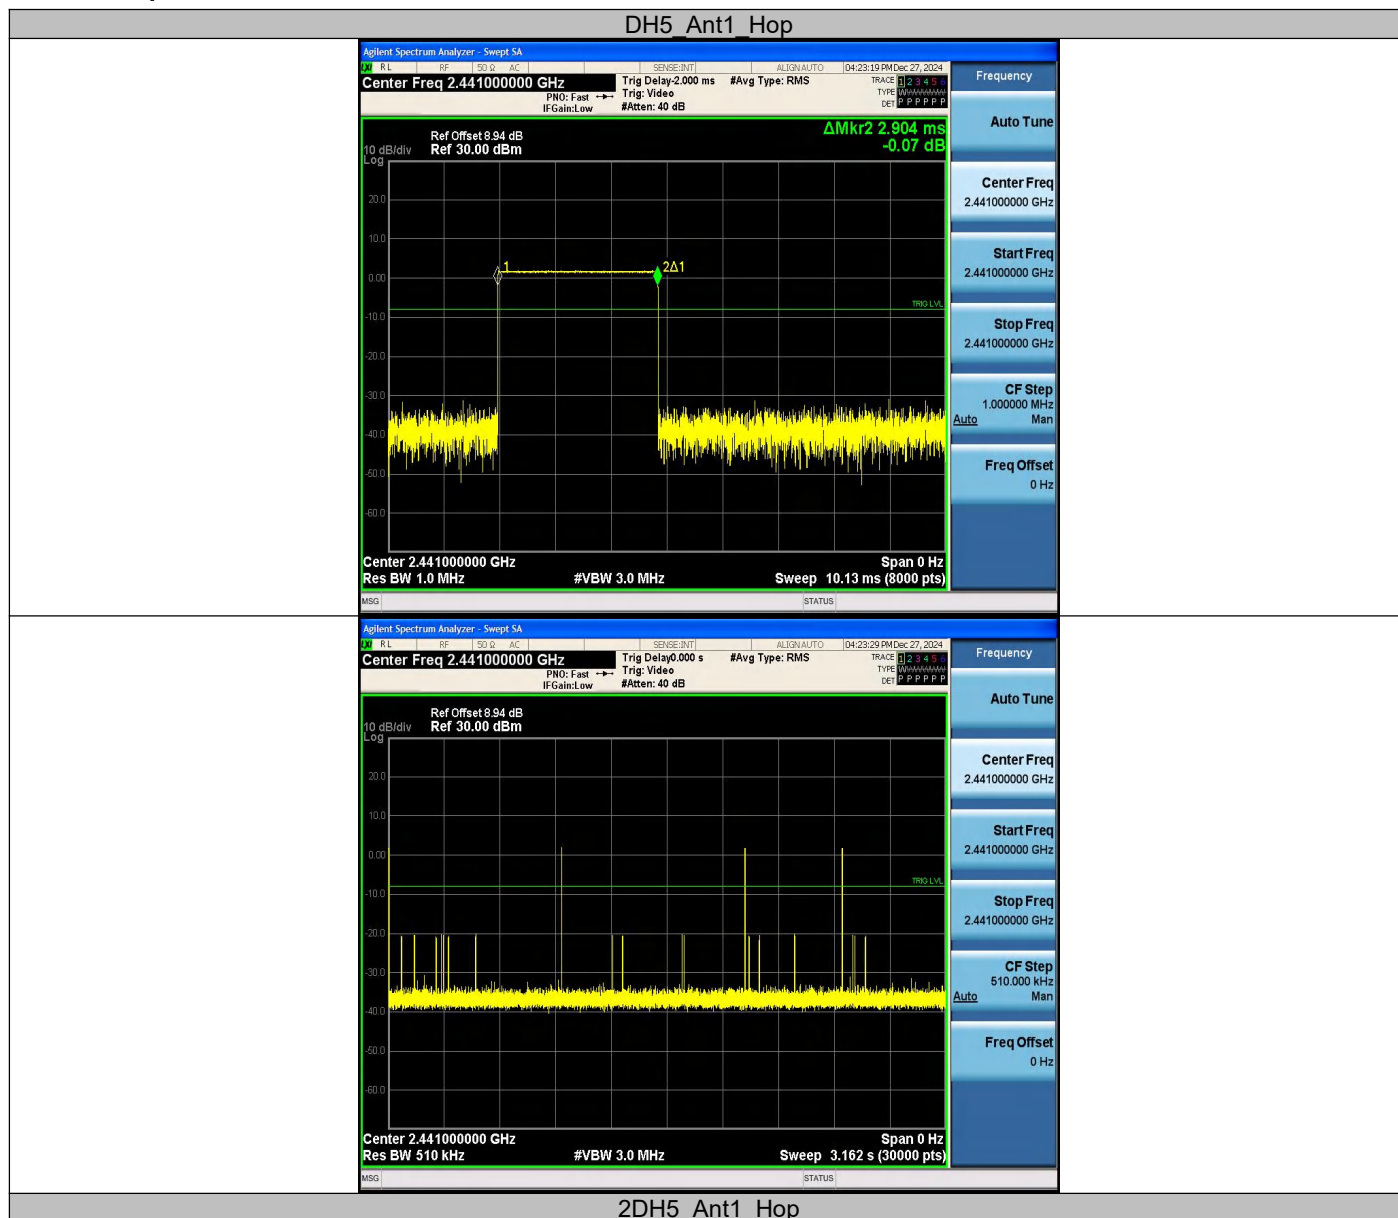 DH5_Ant1_Hop
Agilent Spectrum Analyzer - Swept SA
LXI RL RF 50 Ω AC SENSE:INT ALIGNAUTO 04:23:19 PM Dec 27, 2024
Center Freq 2.441000000 GHz Trig Delay-2.000 ms #Avg Type: RMS TRACE 1 2 3 4 5 6
PNO: Fast Trig: Video TYPE
IFGain:Low #Atten: 40 dB DET P P P P P P
Frequency
Ref Offset 8.94 dB
10 dB/div Ref 30.00 dBm
Log
ΔMkr2 2.904 ms
-0.07 dB
20.0
10.0
0.00
-10.0
-20.0
-30.0
-40.0
-50.0
-60.0
1
2Δ1
TRIG LVL
Center 2.441000000 GHz Span 0 Hz
Res BW 1.0 MHz #VBW 3.0 MHz Sweep 10.13 ms (8000 pts)
MSG STATUS
Auto Tune
Center Freq
2.441000000 GHz
Start Freq
2.441000000 GHz
Stop Freq
2.441000000 GHz
CF Step
1.000000 MHz
Auto Man
Freq Offset
0 Hz
Agilent Spectrum Analyzer - Swept SA
LXI RL RF 50 Ω AC SENSE:INT ALIGNAUTO 04:23:29 PM Dec 27, 2024
Center Freq 2.441000000 GHz Trig Delay0.000 s #Avg Type: RMS TRACE 1 2 3 4 5 6
PNO: Fast Trig: Video TYPE
IFGain:Low #Atten: 40 dB DET P P P P P P
Frequency
Ref Offset 8.94 dB
10 dB/div Ref 30.00 dBm
Log
20.0
10.0
0.00
-10.0
-20.0
-30.0
-40.0
-50.0
-60.0
TRIG LVL
Center 2.441000000 GHz Span 0 Hz
Res BW 510 kHz #VBW 3.0 MHz Sweep 3.162 s (30000 pts)
MSG STATUS
Auto Tune
Center Freq
2.441000000 GHz
Start Freq
2.441000000 GHz
Stop Freq
2.441000000 GHz
CF Step
510.000 kHz
Auto Man
Freq Offset
0 Hz
2DH5_Ant1_Hop